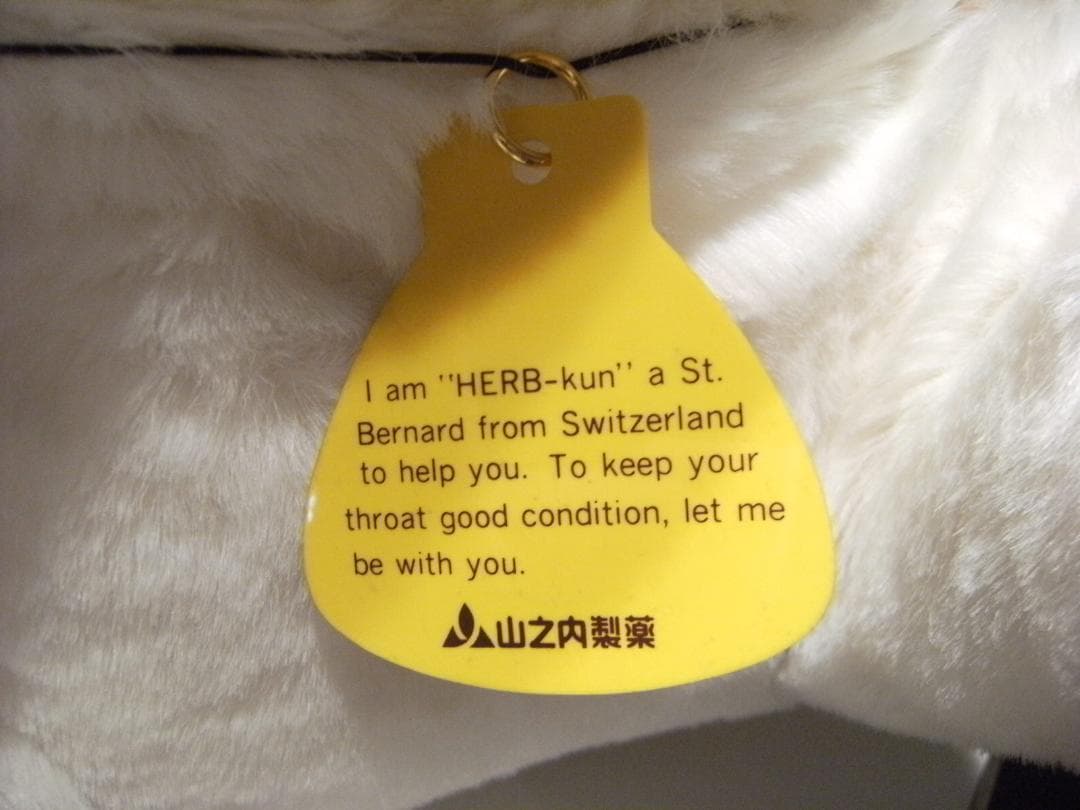 I am "HERB-kun" a St.
Bernard from Switzerland
to help you. To keep your
throat good condition, let me
be with you.
山之内製薬